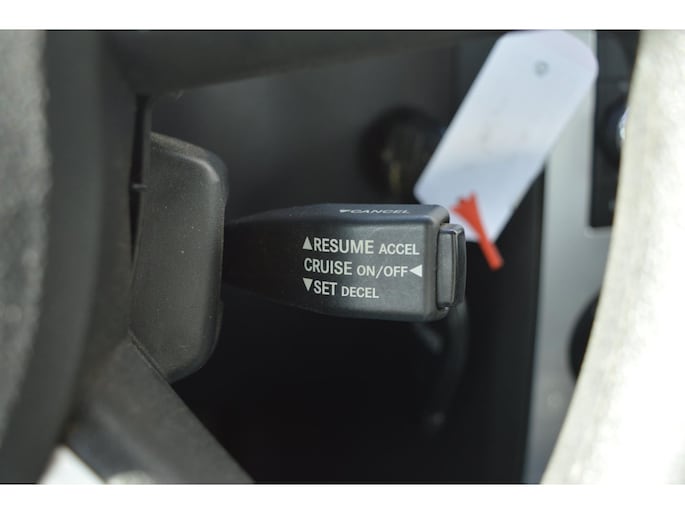 ▼CANCEL
▲RESUME ACCEL
CRUISE ON/OFF◀
▼SET DECEL